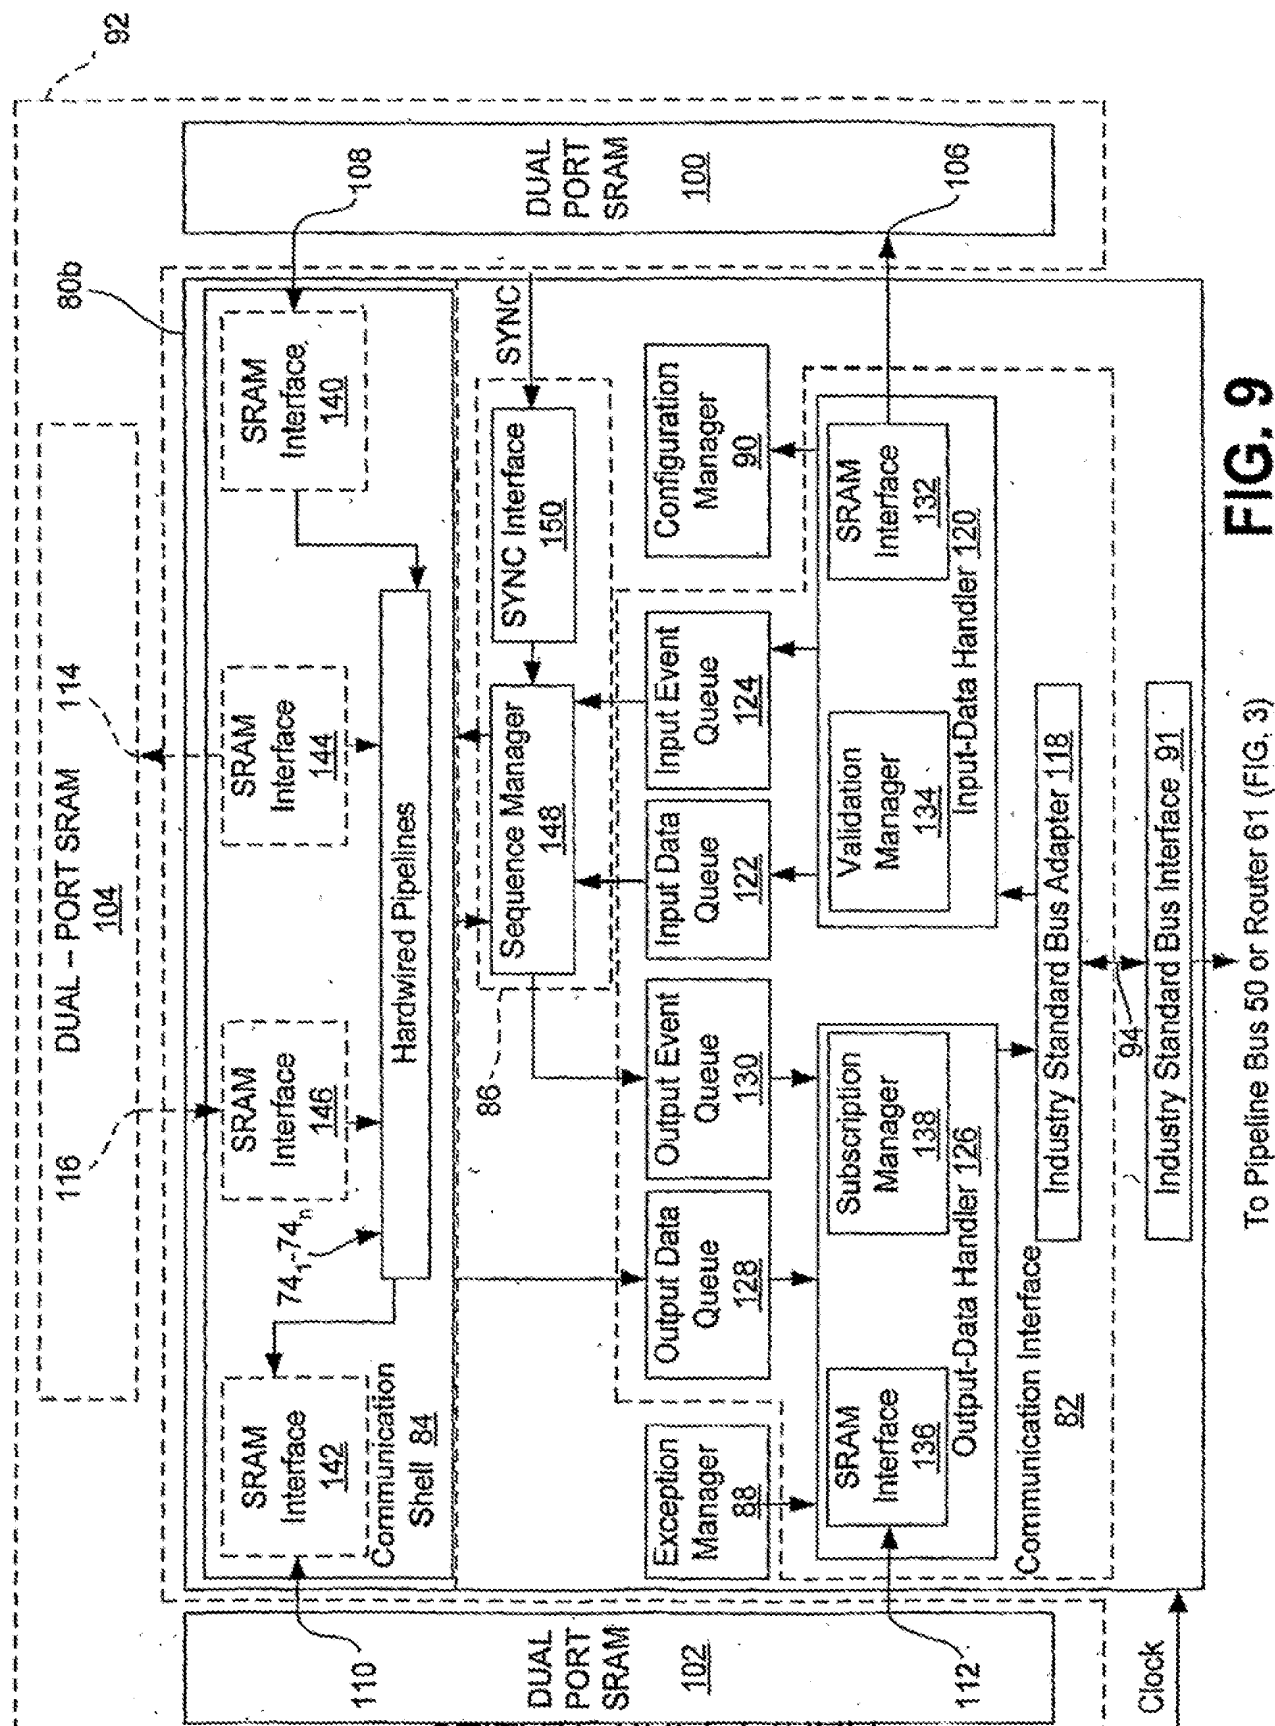 92
DUAL – PORT SRAM
104
116
114
80b
108
110
DUAL
PORT
SRAM
102
112
SRAM
Interface
142
SRAM
Interface
146
SRAM
Interface
144
SRAM
Interface
140
74₁-74ₙ
Hardwired Pipelines
Communication
Shell 84
86
Sequence Manager
148
SYNC Interface
150
SYNC
DUAL
PORT
SRAM
100
106
Exception
Manager
88
Output Data
Queue
128
Output Event
Queue
130
Input Data
Queue
122
Input Event
Queue
124
Configuration
Manager
90
SRAM
Interface
136
Subscription
Manager
138
Output-Data Handler 126
Validation
Manager
134
SRAM
Interface
132
Input-Data Handler 120
Communication Interface
82
Industry Standard Bus Adapter 118
94
Industry Standard Bus Interface 91
Clock
To Pipeline Bus 50 or Router 61 (FIG. 3)
FIG. 9